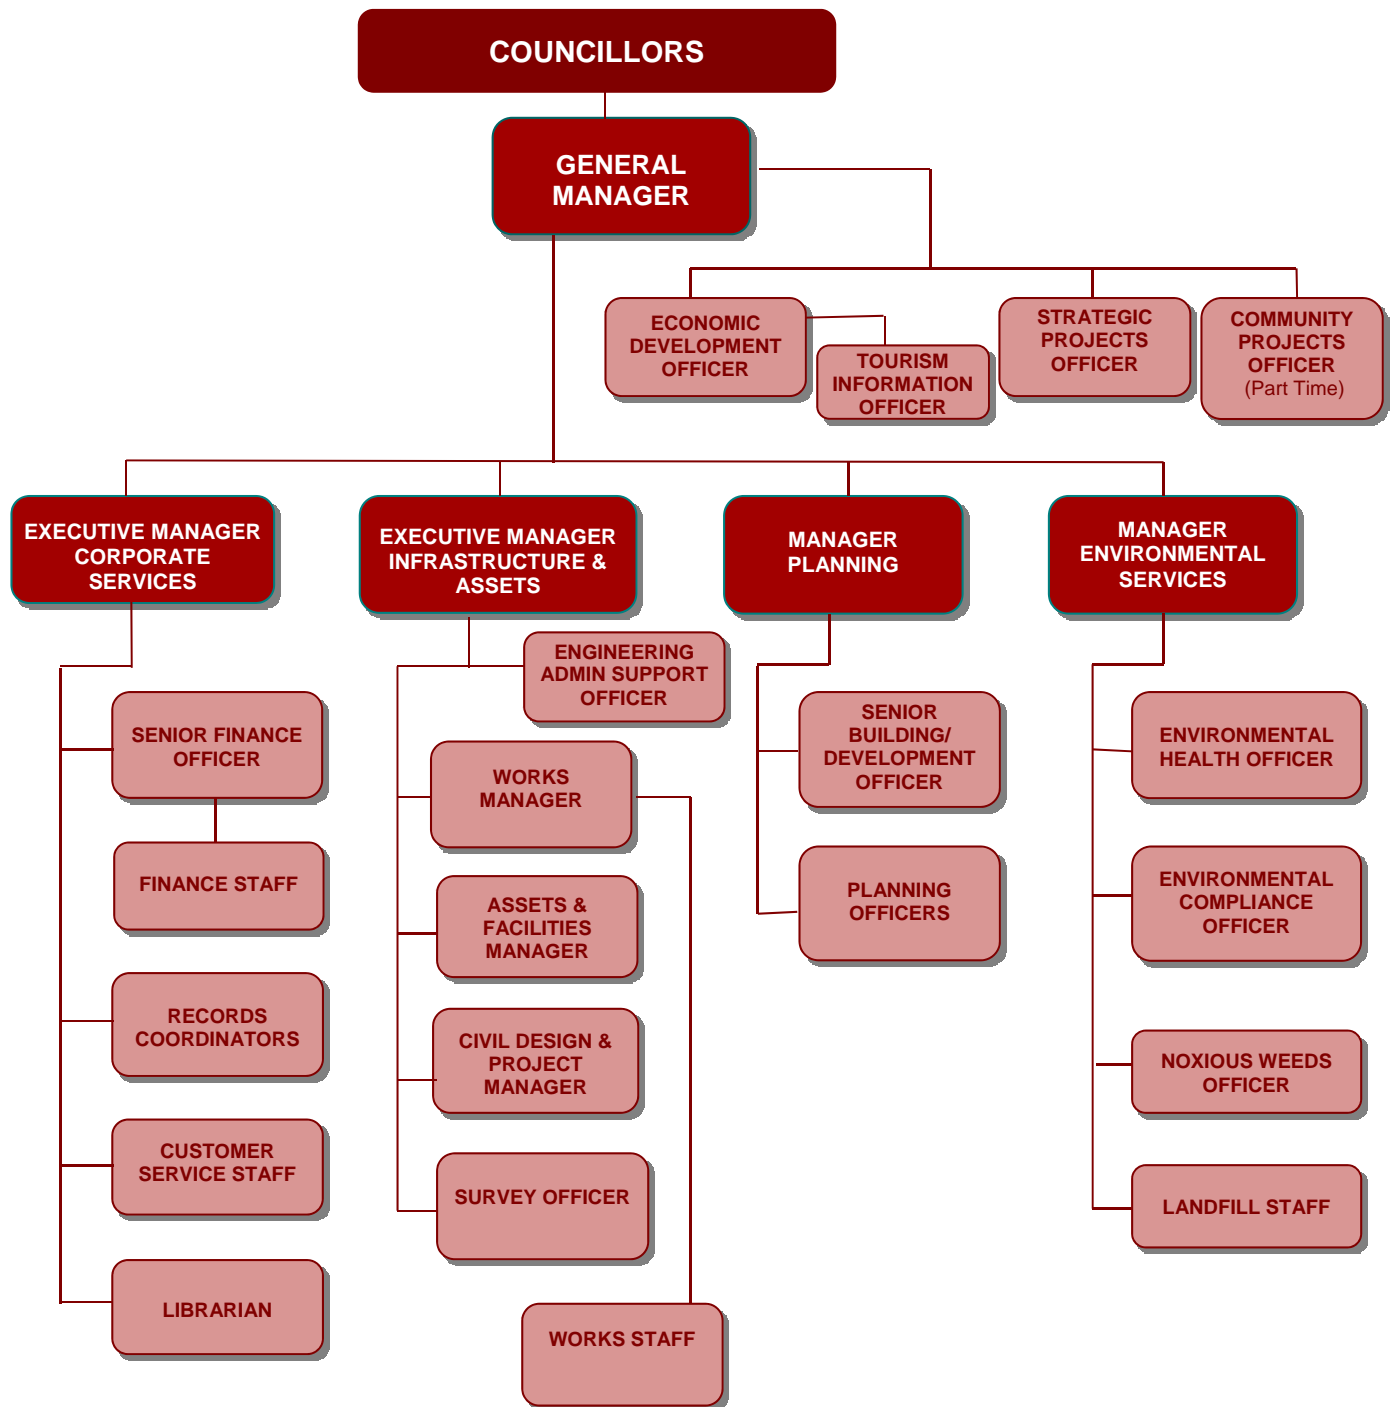 COUNCILLORS
GENERAL
MANAGER
ECONOMIC
DEVELOPMENT
OFFICER
TOURISM
INFORMATION
OFFICER
STRATEGIC
PROJECTS
OFFICER
COMMUNITY
PROJECTS
OFFICER
(Part Time)
EXECUTIVE MANAGER
CORPORATE
SERVICES
EXECUTIVE MANAGER
INFRASTRUCTURE &
ASSETS
MANAGER
PLANNING
MANAGER
ENVIRONMENTAL
SERVICES
SENIOR FINANCE
OFFICER
FINANCE STAFF
RECORDS
COORDINATORS
CUSTOMER
SERVICE STAFF
LIBRARIAN
ENGINEERING
ADMIN SUPPORT
OFFICER
WORKS
MANAGER
ASSETS &
FACILITIES
MANAGER
CIVIL DESIGN &
PROJECT
MANAGER
SURVEY OFFICER
WORKS STAFF
SENIOR
BUILDING/
DEVELOPMENT
OFFICER
PLANNING
OFFICERS
ENVIRONMENTAL
HEALTH OFFICER
ENVIRONMENTAL
COMPLIANCE
OFFICER
NOXIOUS WEEDS
OFFICER
LANDFILL STAFF